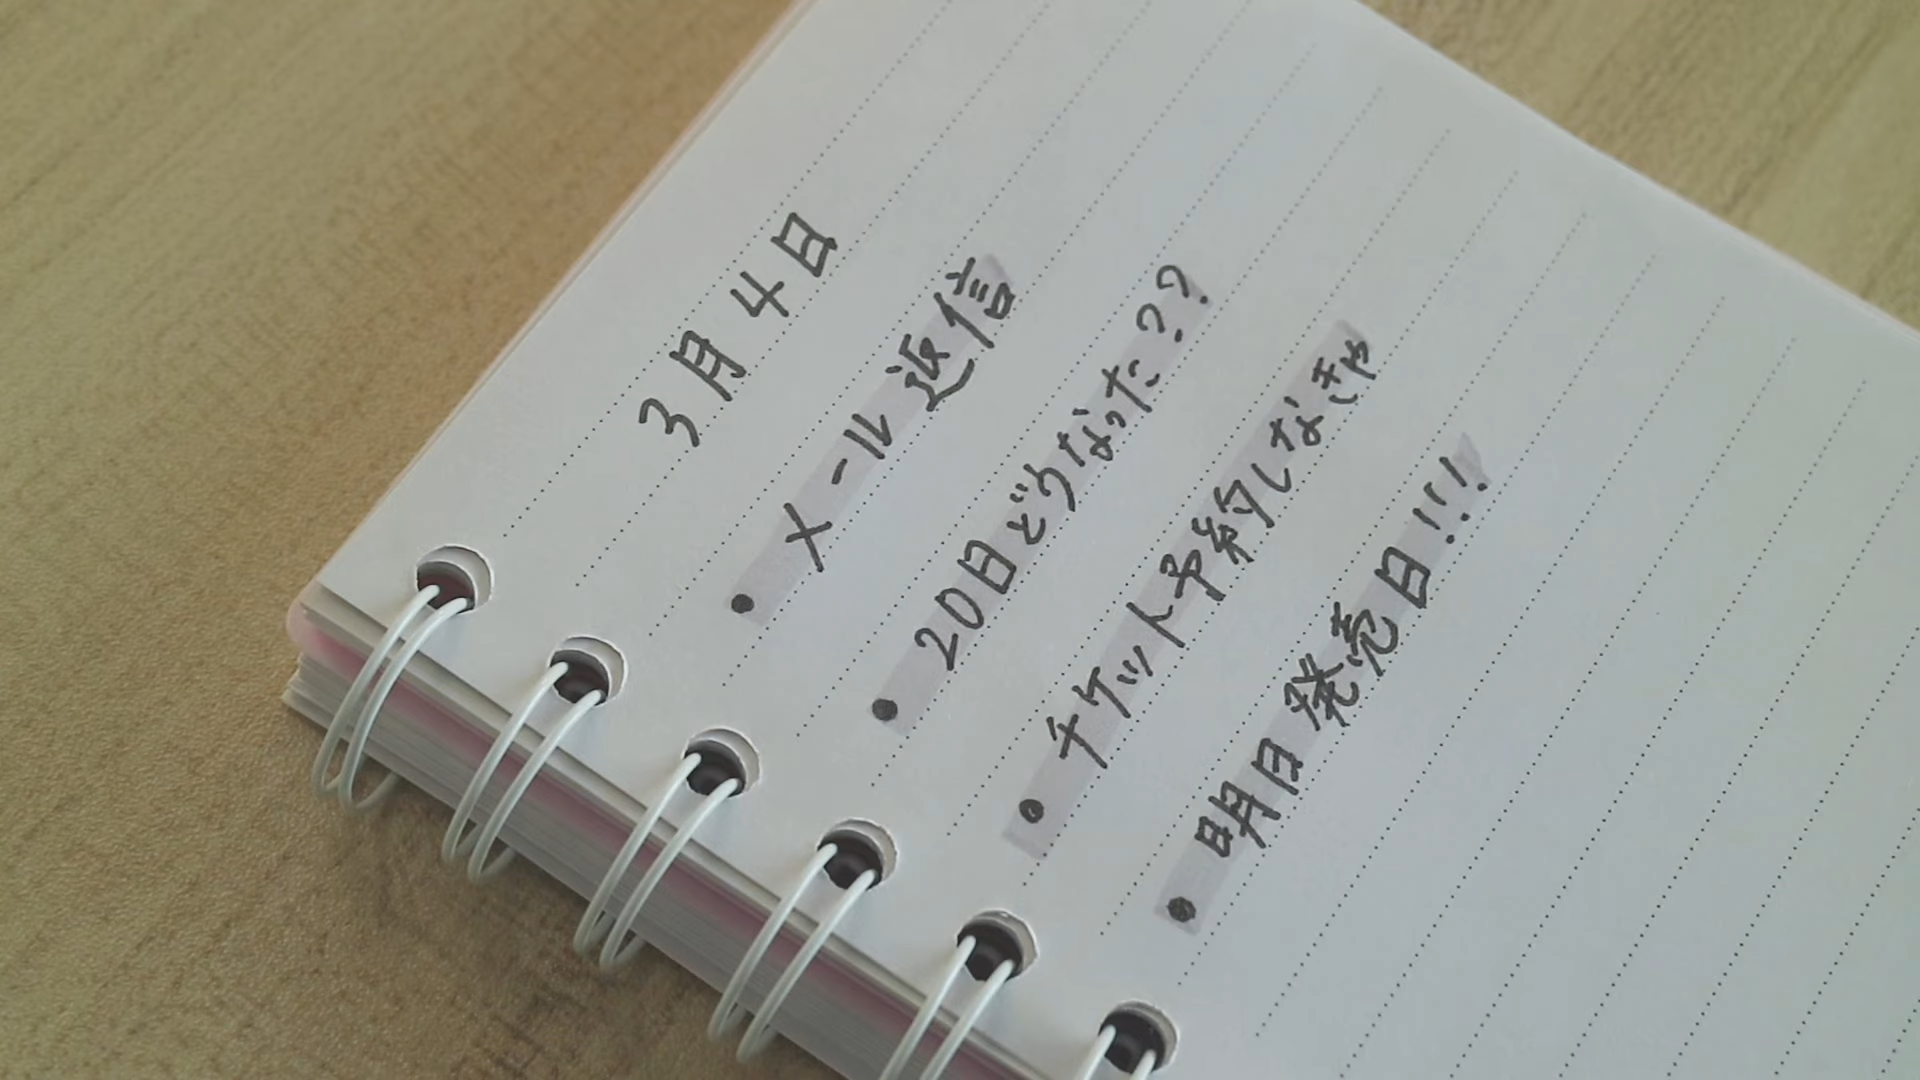 3月4日
• メール返信
• 20日どうなった??
• チケット予約しなきゃ
• 明日発売日!!!